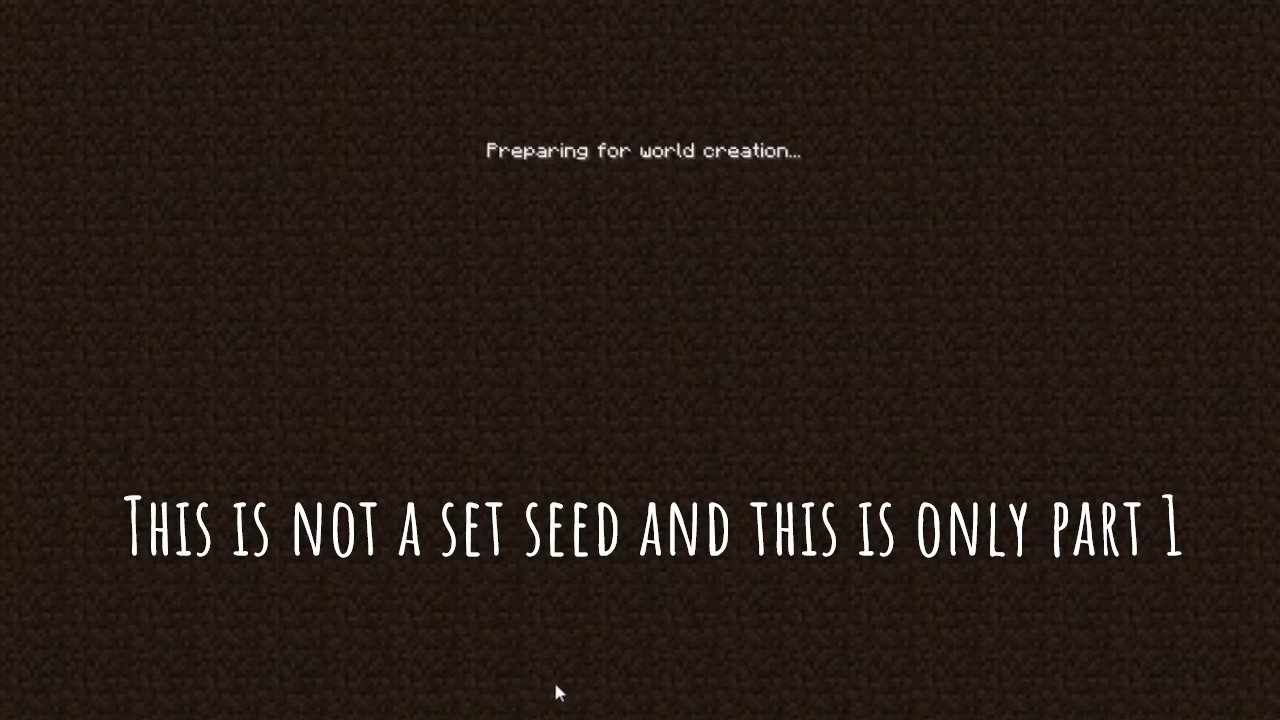 Preparing for world creation...
This is not a set seed and this is only part 1